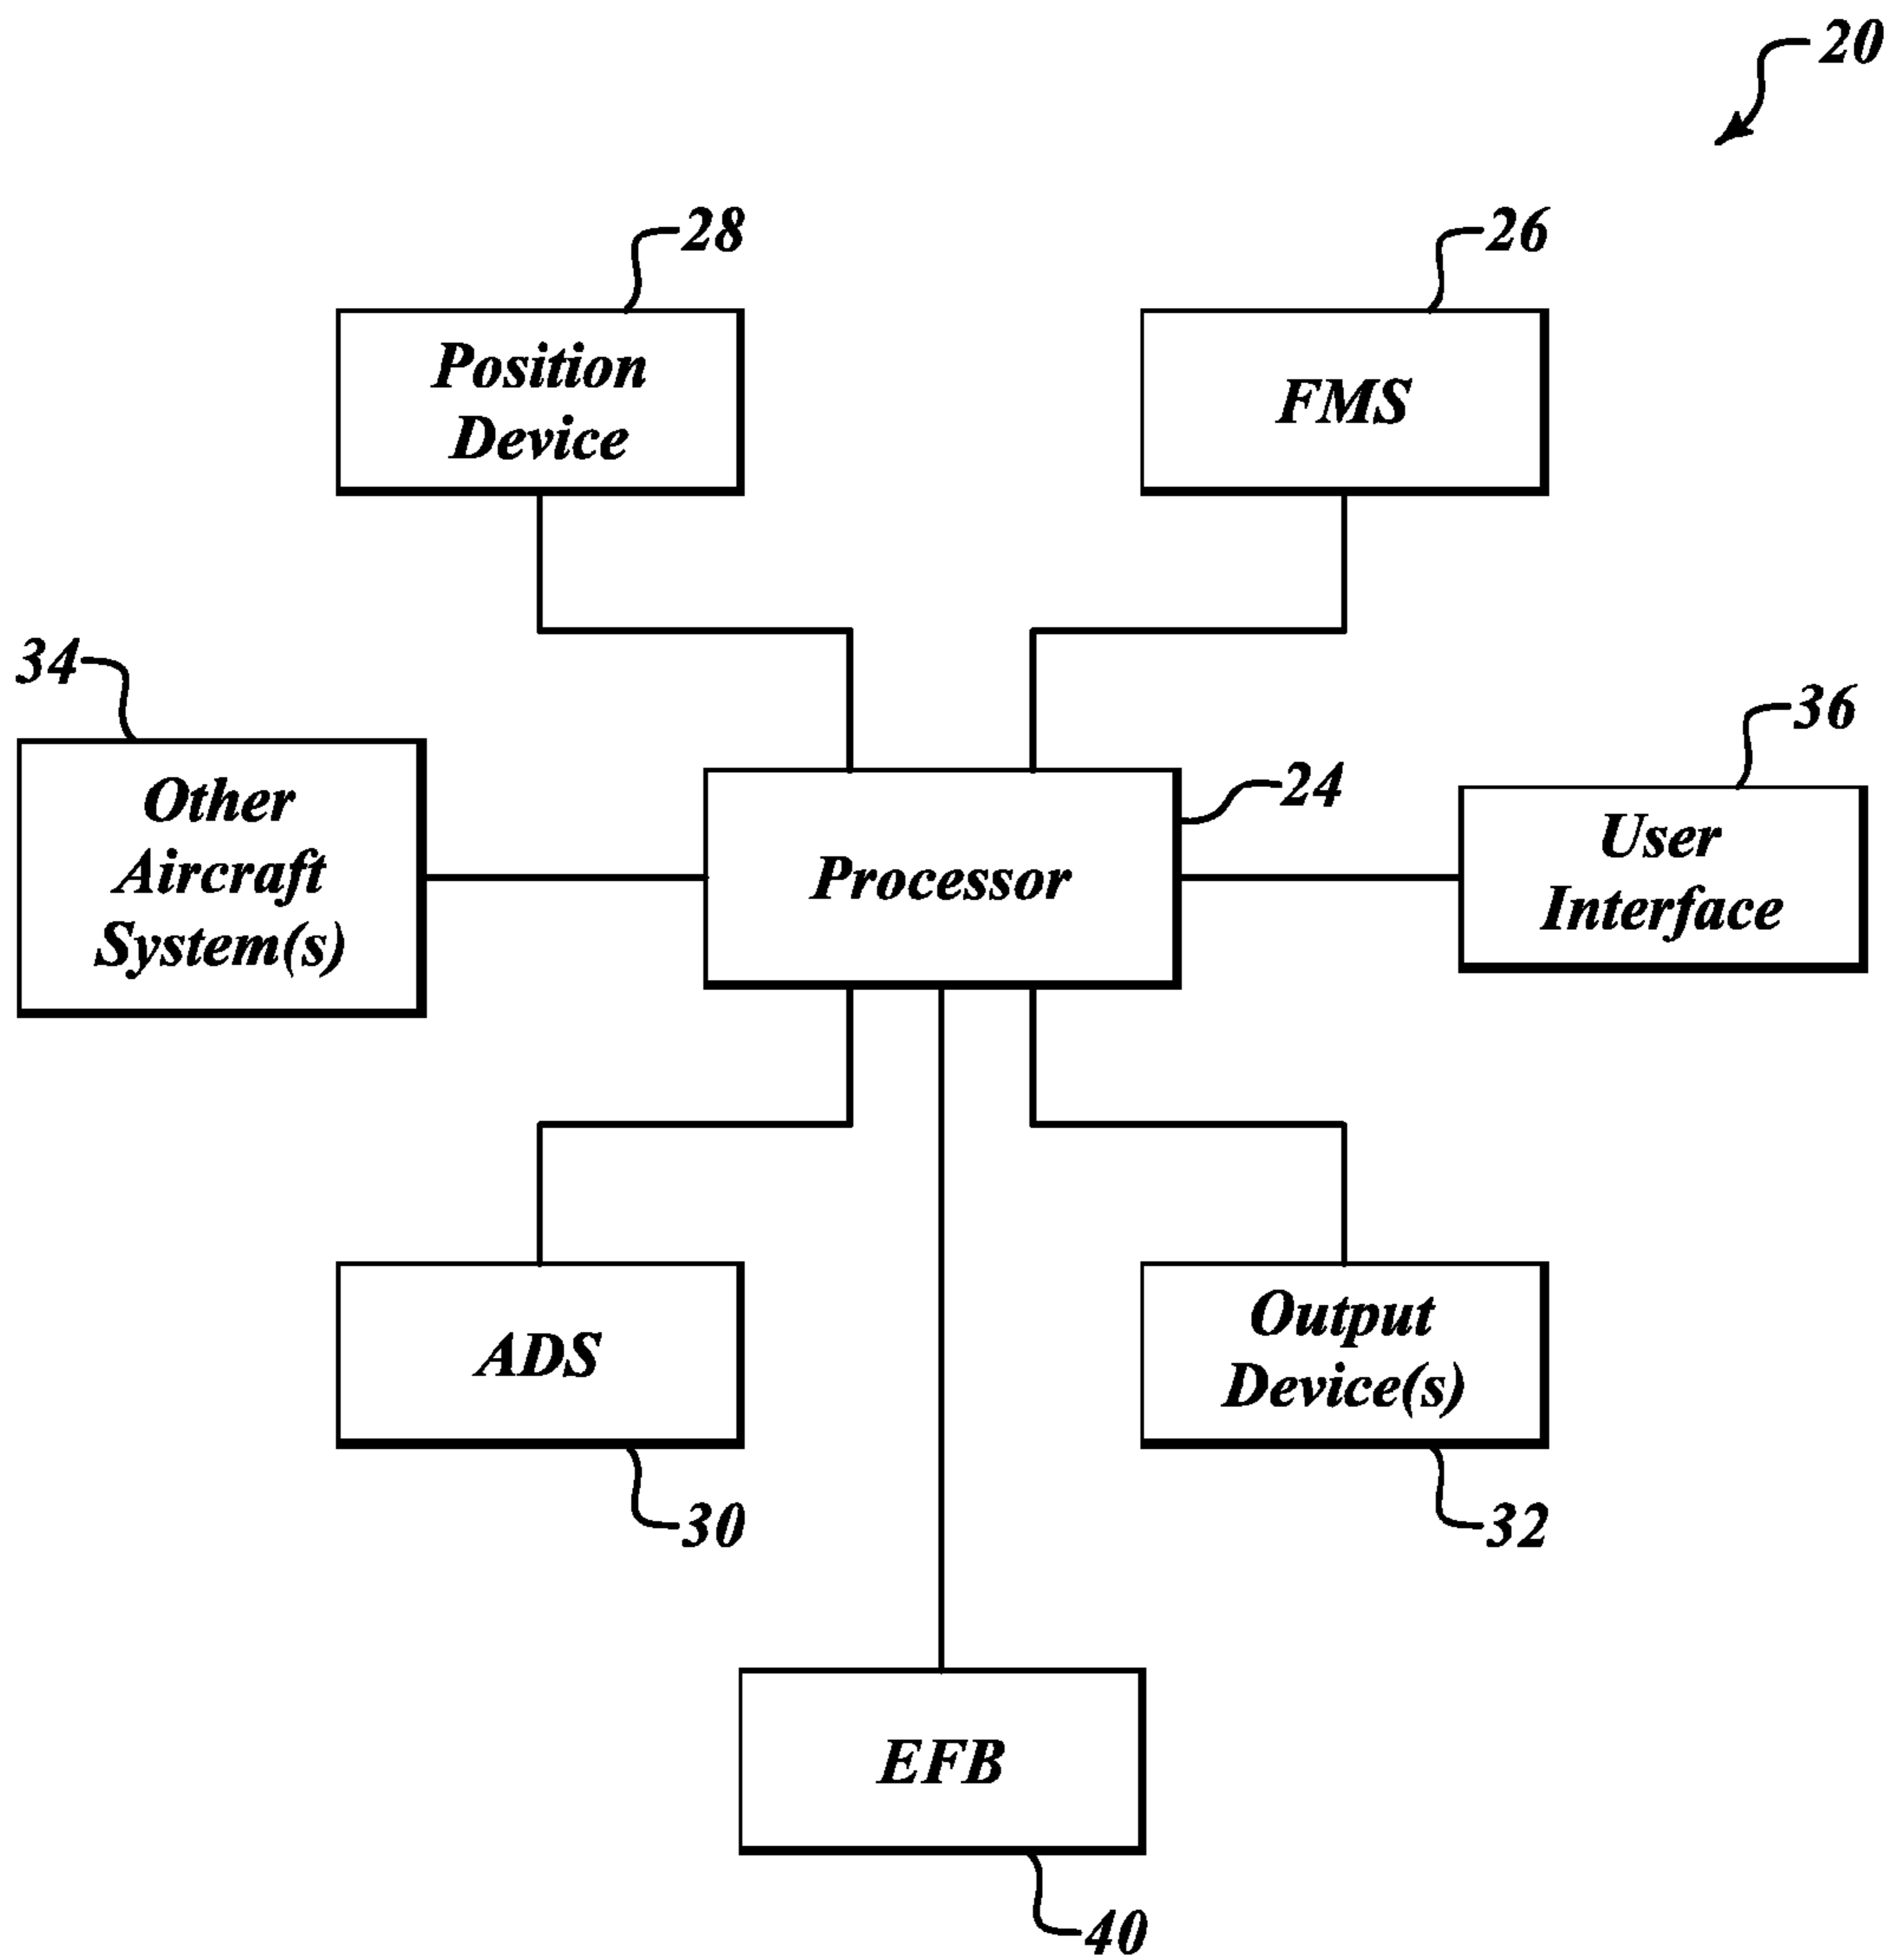 20
28
26
Position
Device
FMS
34
36
Other
Aircraft
System(s)
24
Processor
User
Interface
ADS
Output
Device(s)
30
32
EFB
40